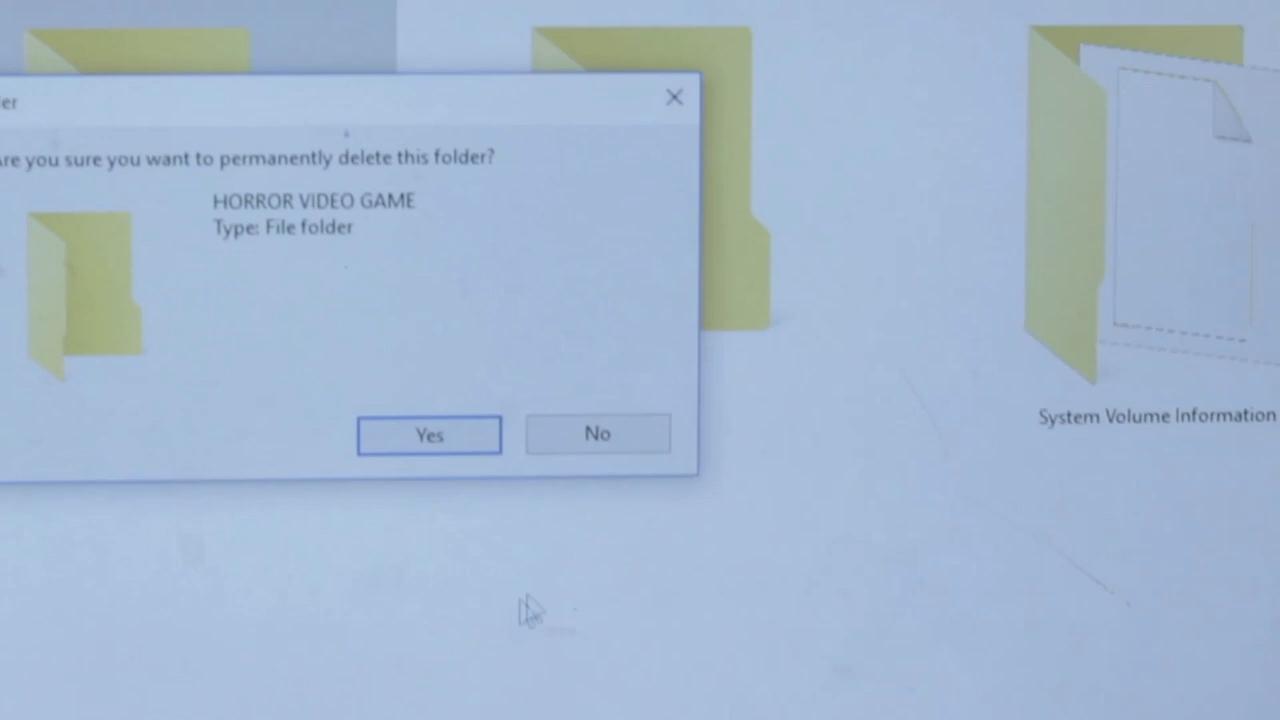 er
Are you sure you want to permanently delete this folder?
HORROR VIDEO GAME
Type: File folder
Yes
No
System Volume Information